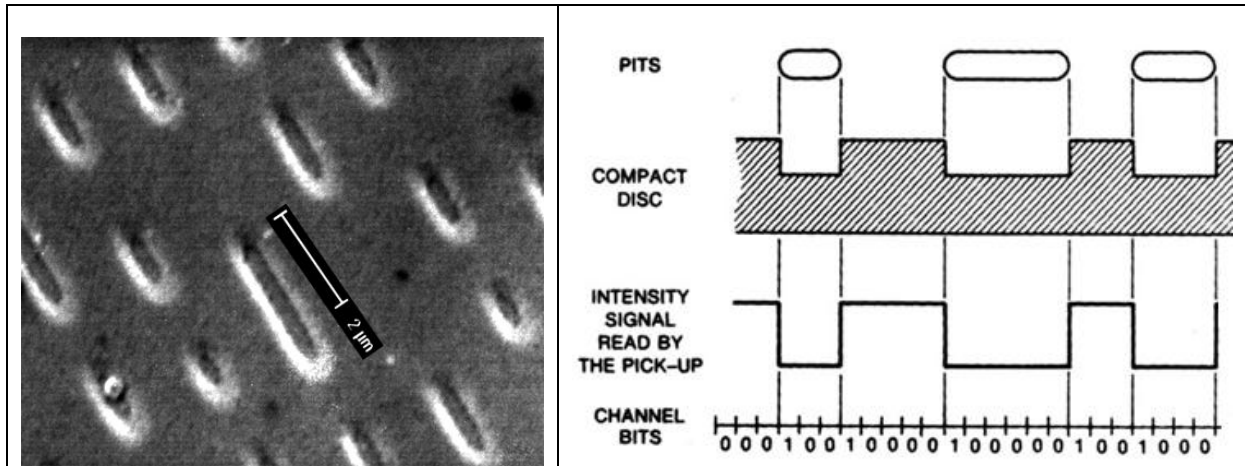 2 µm
PITS
COMPACT
DISC
INTENSITY
SIGNAL
READ BY
THE PICK-UP
CHANNEL
BITS
0 0 0 1 0 0 1 0 0 0 0 1 0 0 0 0 0 1 0 0 1 0 0 0